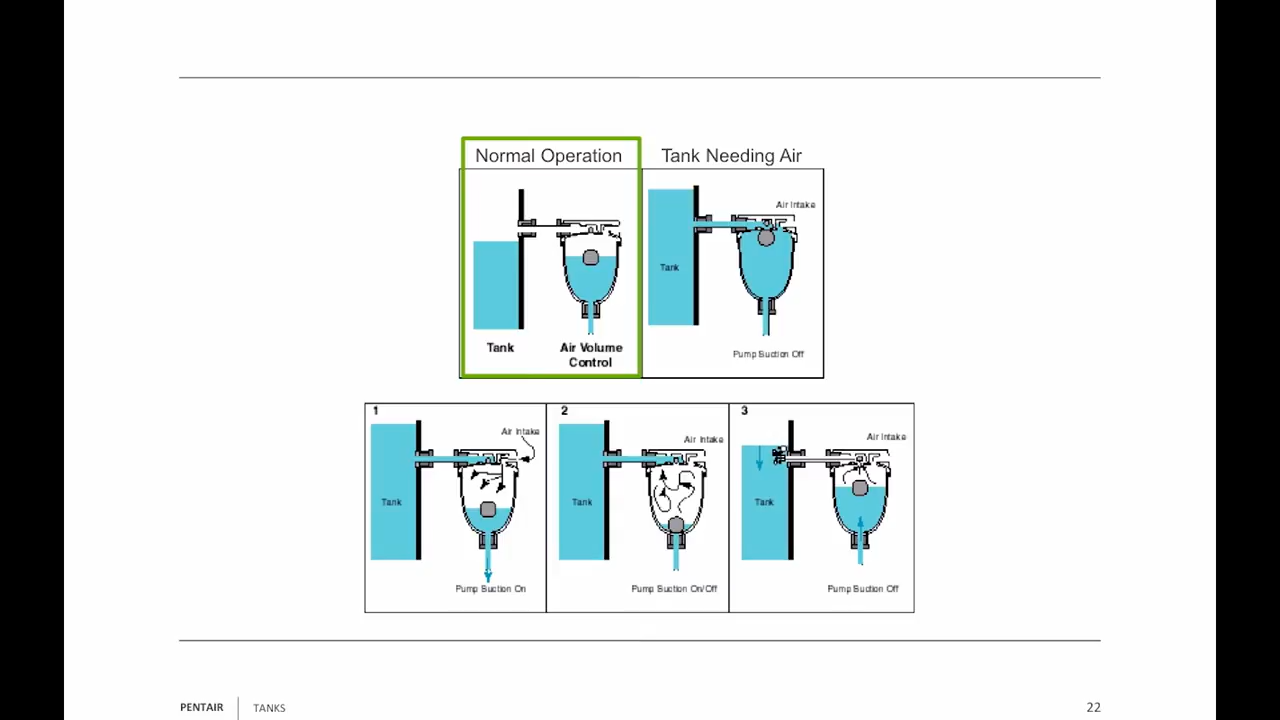 Normal Operation
Tank Needing Air
Air Intake
Tank
Tank
Air Volume
Control
Pump Suction Off
1
Air Intake
Tank
Pump Suction On
2
Air Intake
Tank
Pump Suction On/Off
3
Air Intake
Tank
Pump Suction Off
PENTAIR
TANKS
22